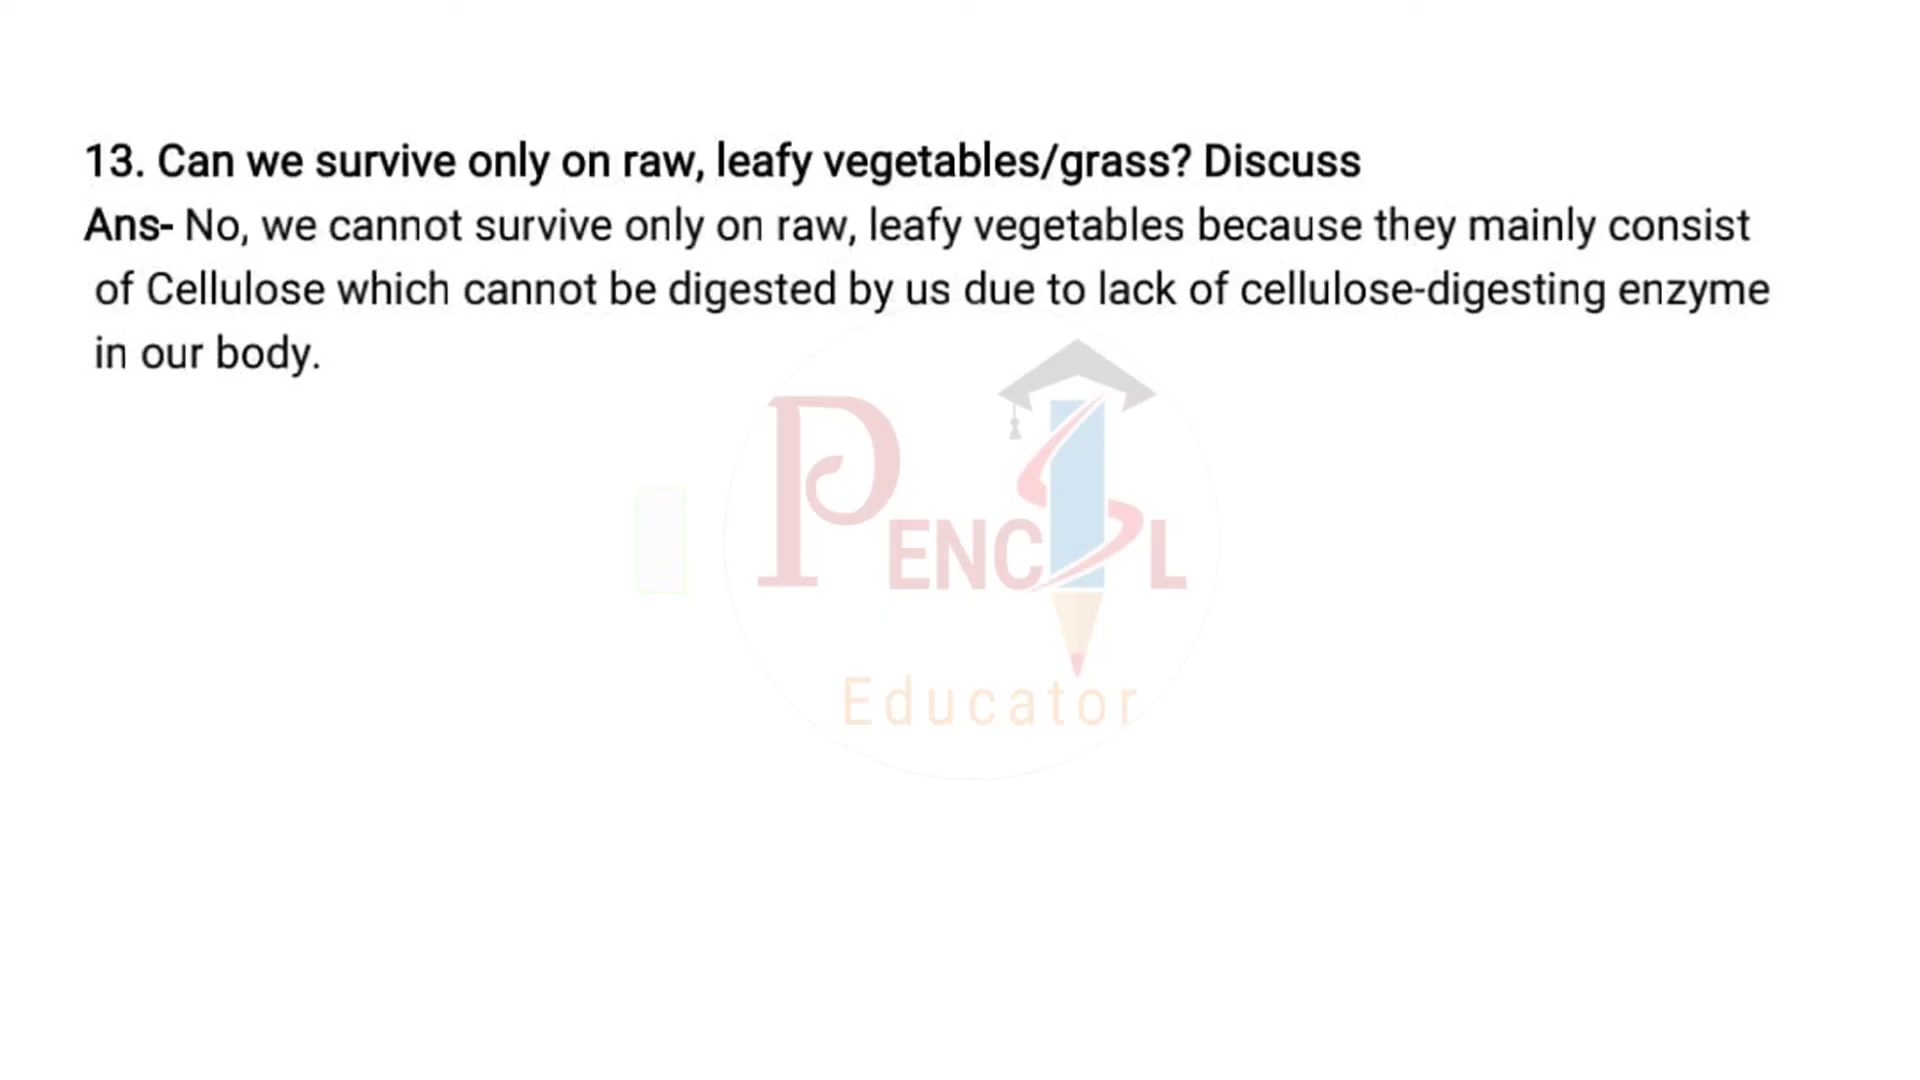 13. Can we survive only on raw, leafy vegetables/grass? Discuss
Ans- No, we cannot survive only on raw, leafy vegetables because they mainly consist
of Cellulose which cannot be digested by us due to lack of cellulose-digesting enzyme
in our body.
PENCIL
Educator